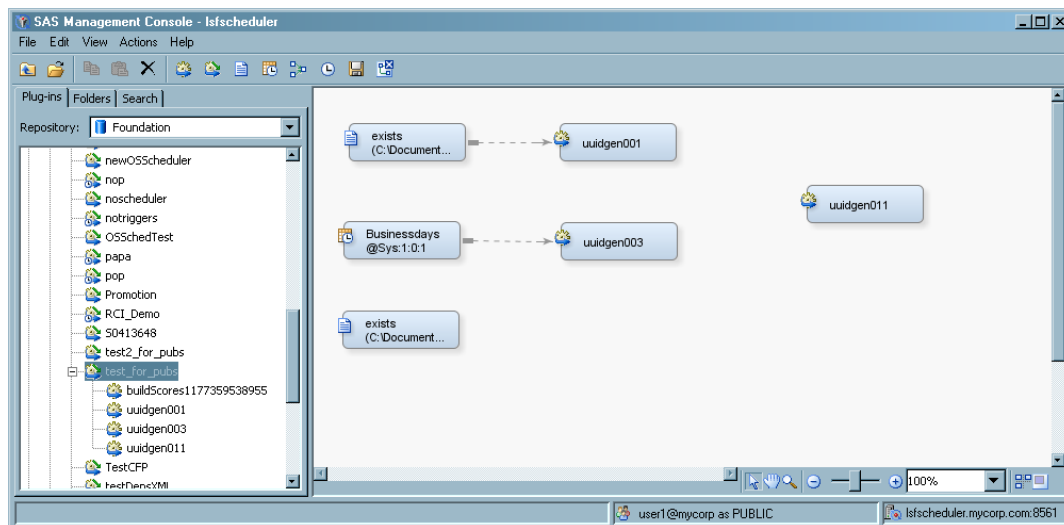 SAS Management Console - lsfscheduler
File Edit View Actions Help
Plug-ins Folders Search
Repository: Foundation
newOSScheduler
nop
noscheduler
notriggers
OSSchedTest
papa
pop
Promotion
RCI_Demo
S0413648
test2_for_pubs
test_for_pubs
buildScores1177359538955
uuidgen001
uuidgen003
uuidgen011
TestCFP
testDepsXML
exists
(C:\Document...
uuidgen001
uuidgen011
Businessdays
@Sys:1:0:1
uuidgen003
exists
(C:\Document...
100%
user1@mycorp as PUBLIC
lsfscheduler.mycorp.com:8561